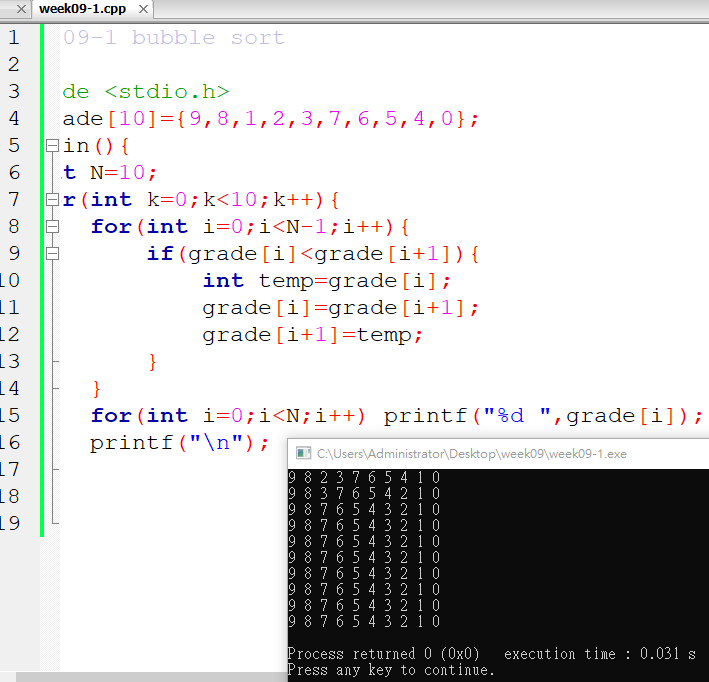 week09-1.cpp
1 09-1 bubble sort
2
3 de <stdio.h>
4 ade[10]={9,8,1,2,3,7,6,5,4,0};
5 in(){
6 t N=10;
7 r(int k=0;k<10;k++){
8 for(int i=0;i<N-1;i++){
9 if(grade[i]<grade[i+1]){
10 int temp=grade[i];
11 grade[i]=grade[i+1];
12 grade[i+1]=temp;
13 }
14 }
15 for(int i=0;i<N;i++) printf("%d ",grade[i]);
16 printf("\n");
17
18
19
C:\Users\Administrator\Desktop\week09\week09-1.exe
9 8 2 3 7 6 5 4 1 0
9 8 3 7 6 5 4 2 1 0
9 8 7 6 5 4 3 2 1 0
9 8 7 6 5 4 3 2 1 0
9 8 7 6 5 4 3 2 1 0
9 8 7 6 5 4 3 2 1 0
9 8 7 6 5 4 3 2 1 0
9 8 7 6 5 4 3 2 1 0
9 8 7 6 5 4 3 2 1 0
9 8 7 6 5 4 3 2 1 0
Process returned 0 (0x0) execution time : 0.031 s
Press any key to continue.